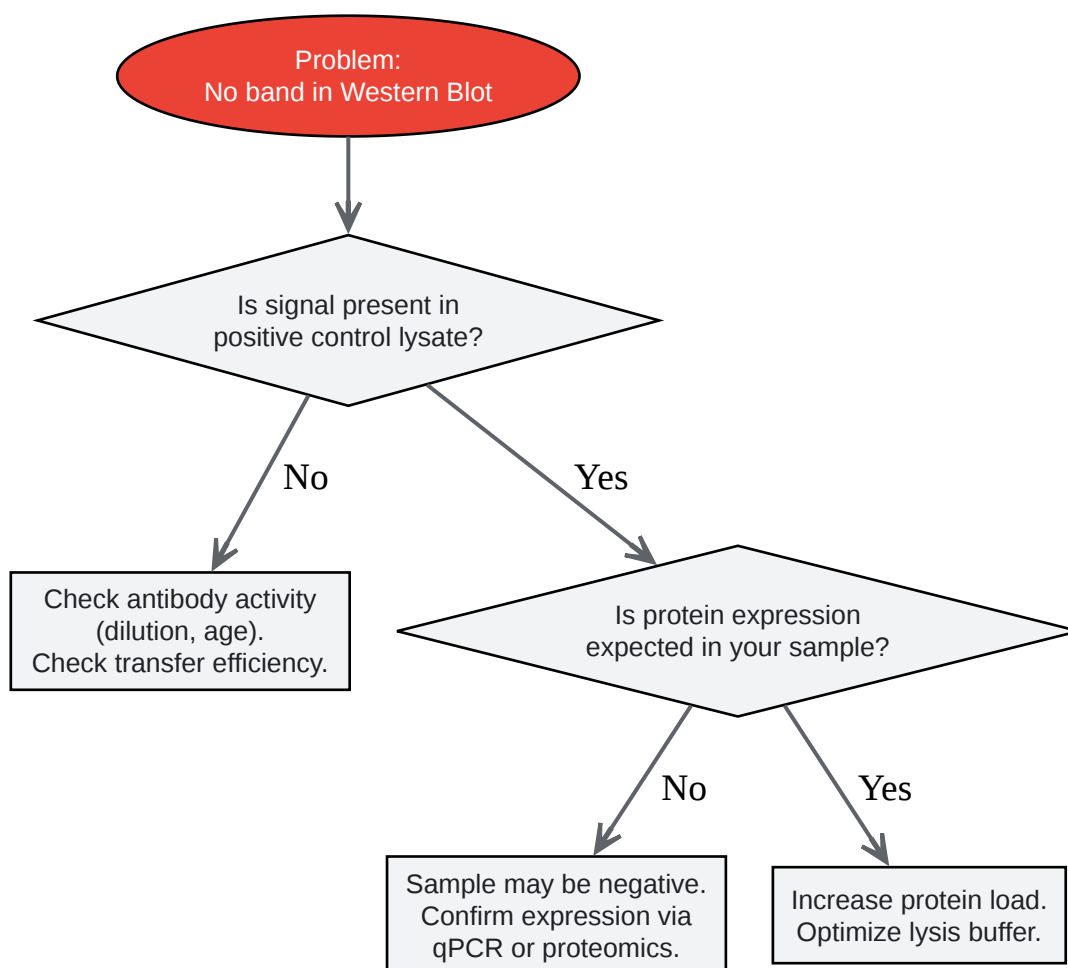 Problem:
No band in Western Blot
Is signal present in
positive control lysate?
No
Yes
Check antibody activity
(dilution, age).
Check transfer efficiency.
Is protein expression
expected in your sample?
No
Yes
Sample may be negative.
Confirm expression via
qPCR or proteomics.
Increase protein load.
Optimize lysis buffer.